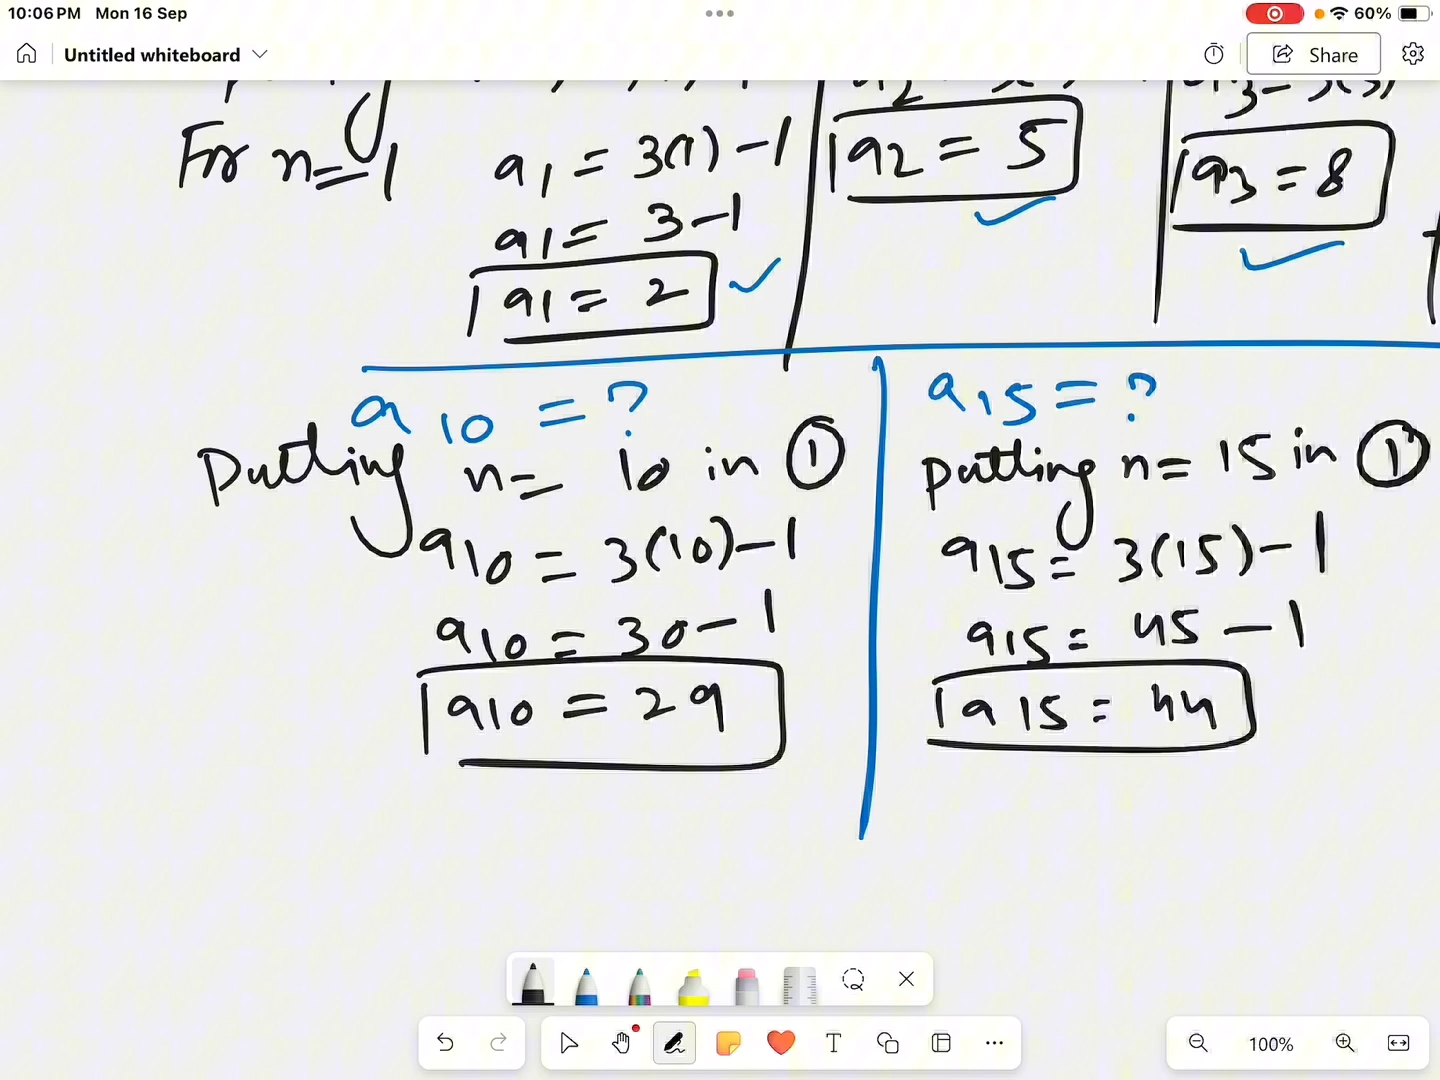 10:06 PM Mon 16 Sep
60%
Untitled whiteboard
Share
For n=1
a1 = 3(1)-1
a1 = 3-1
a1 = 2
a2 = 5
a3 = 8
a10 = ?
Putting n= 10 in ①
a10 = 3(10)-1
a10 = 30-1
a10 = 29
a15 = ?
putting n= 15 in ①
a15 = 3(15)-1
a15 = 45-1
a15 = 44
T
100%